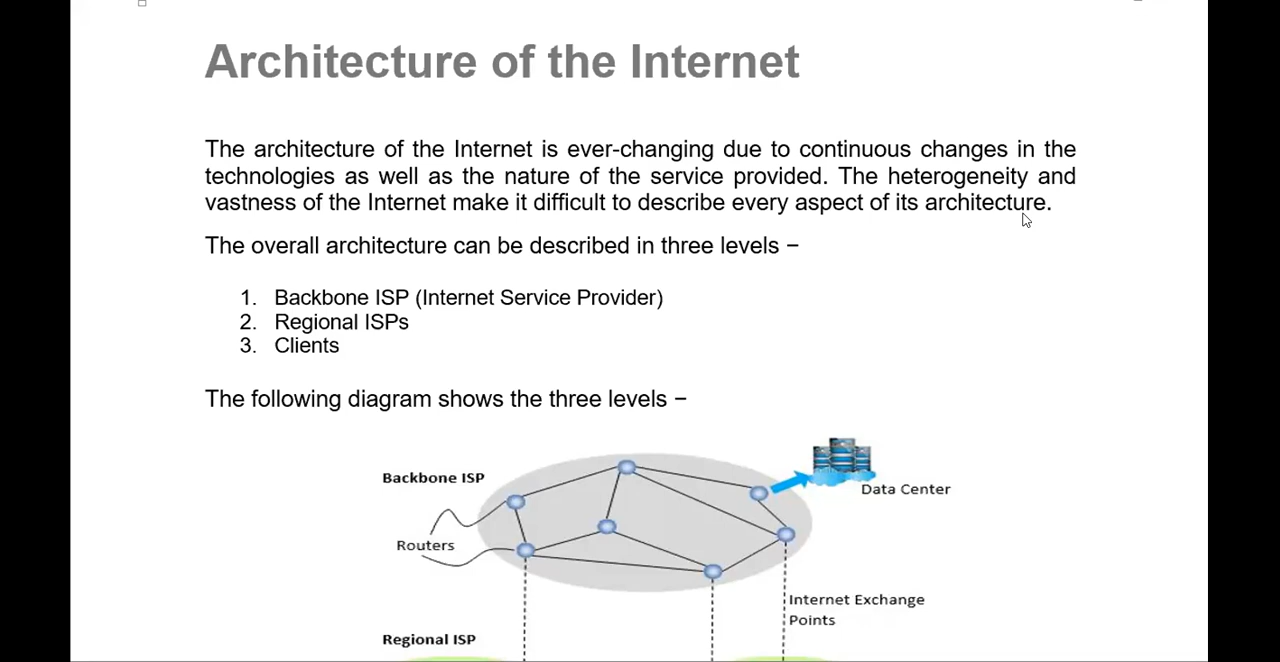 Architecture of the Internet
The architecture of the Internet is ever-changing due to continuous changes in the
technologies as well as the nature of the service provided. The heterogeneity and
vastness of the Internet make it difficult to describe every aspect of its architecture.
The overall architecture can be described in three levels −
1. Backbone ISP (Internet Service Provider)
2. Regional ISPs
3. Clients
The following diagram shows the three levels −
Backbone ISP
Data Center
Routers
Internet Exchange
Points
Regional ISP